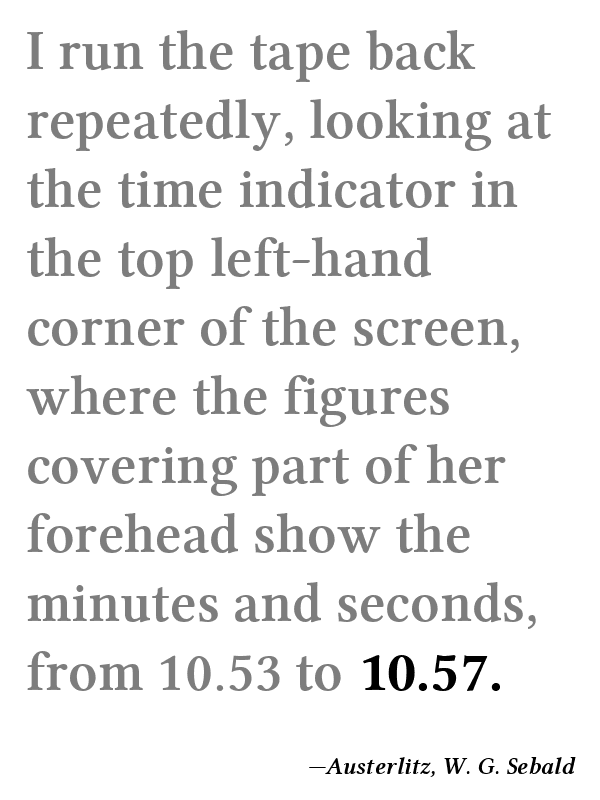 I run the tape back
repeatedly, looking at
the time indicator in
the top left-hand
corner of the screen,
where the figures
covering part of her
forehead show the
minutes and seconds,
from 10.53 to 10.57.
—Austerlitz, W. G. Sebald